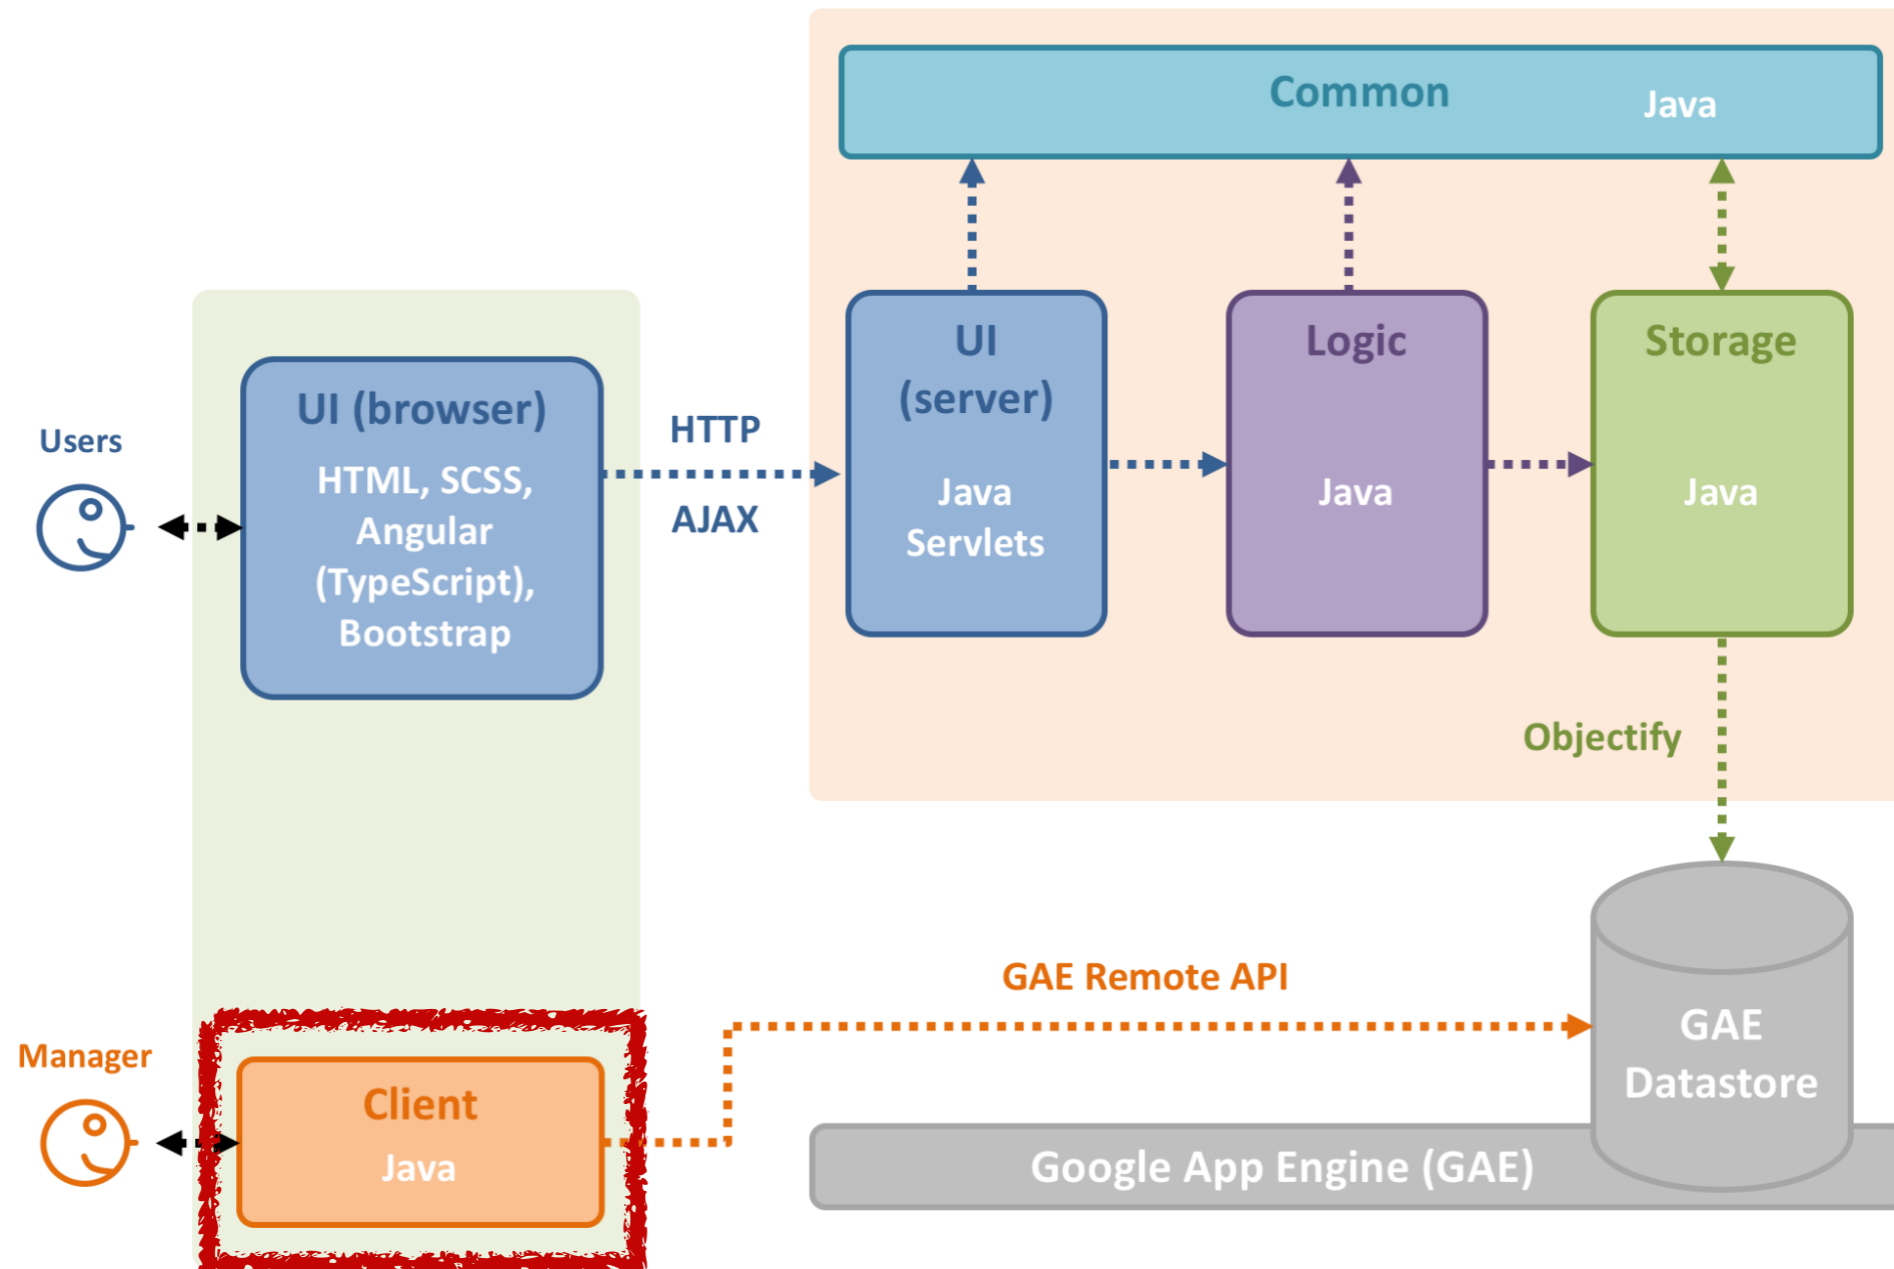 Common
Java
Users
UI (browser)
HTML, SCSS,
Angular
(TypeScript),
Bootstrap
HTTP
AJAX
UI
(server)
Java
Servlets
Logic
Java
Storage
Java
Objectify
Manager
Client
Java
GAE Remote API
GAE
Datastore
Google App Engine (GAE)